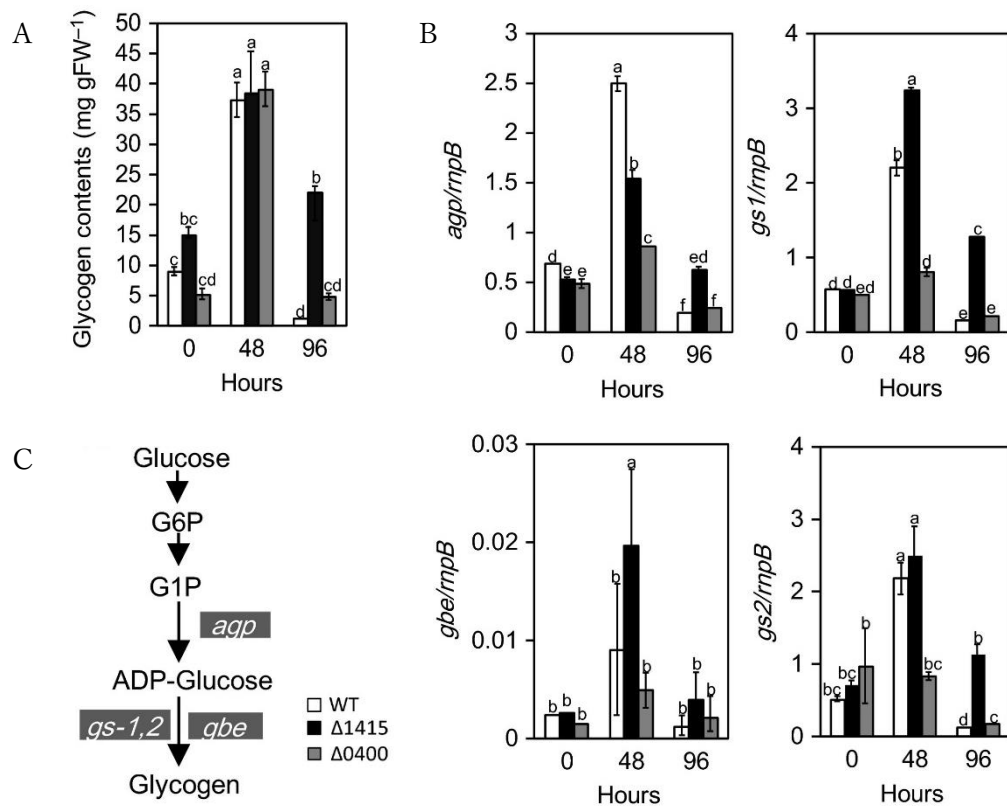 A
Glycogen contents (mg gFW⁻¹)
50
45
40
35
30
25
20
15
10
5
0
c bc cd
a a a
d b cd
0 48 96
Hours
B
agp/rnpB
3
2.5
2
1.5
1
0.5
0
d e e
a b c
f ed f
0 48 96
Hours
gs1/rnpB
4
3
2
1
0
d d ed
b a d
e c e
0 48 96
Hours
C
Glucose
G6P
G1P
agp
ADP-Glucose
gs-1,2 gbe
Glycogen
WT
Δ1415
Δ0400
gbe/rnpB
0.03
0.02
0.01
0
b b b
b a b
b b b
0 48 96
Hours
gs2/rnpB
4
3
2
1
0
bc bc b
a a bc
d b c
0 48 96
Hours